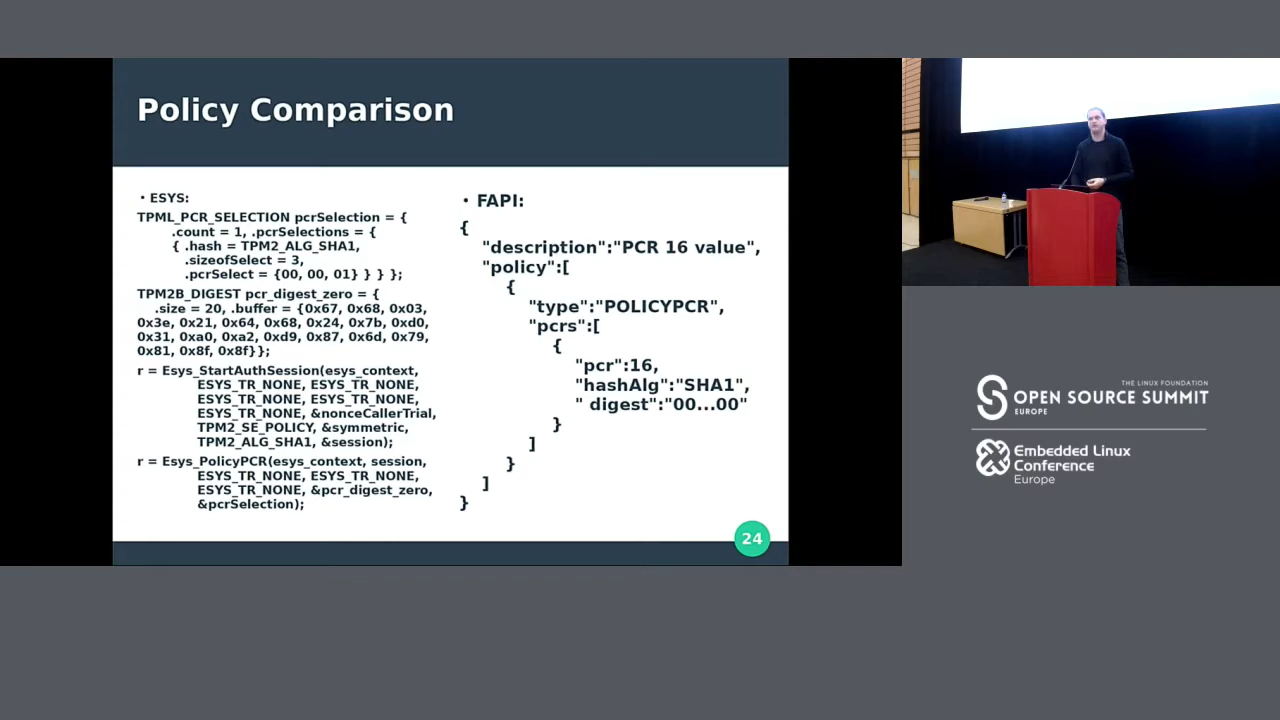 Policy Comparison
• ESYS:
TPML_PCR_SELECTION pcrSelection = {
.count = 1, .pcrSelections = {
{ .hash = TPM2_ALG_SHA1,
.sizeofSelect = 3,
.pcrSelect = {00, 00, 01} } } };
TPM2B_DIGEST pcr_digest_zero = {
.size = 20, .buffer = {0x67, 0x68, 0x03,
0x3e, 0x21, 0x64, 0x68, 0x24, 0x7b, 0xd0,
0x31, 0xa0, 0xa2, 0xd9, 0x87, 0x6d, 0x79,
0x81, 0x8f, 0x8f}};
r = Esys_StartAuthSession(esys_context,
ESYS_TR_NONE, ESYS_TR_NONE,
ESYS_TR_NONE, ESYS_TR_NONE,
ESYS_TR_NONE, &nonceCallerTrial,
TPM2_SE_POLICY, &symmetric,
TPM2_ALG_SHA1, &session);
r = Esys_PolicyPCR(esys_context, session,
ESYS_TR_NONE, ESYS_TR_NONE,
ESYS_TR_NONE, &pcr_digest_zero,
&pcrSelection);
• FAPI:
{
"description":"PCR 16 value",
"policy":[
{
"type":"POLICYPCR",
"pcrs":[
{
"pcr":16,
"hashAlg":"SHA1",
" digest":"00...00"
}
]
}
]
}
24
THE LINUX FOUNDATION
OPEN SOURCE SUMMIT
EUROPE
Embedded Linux
Conference
Europe